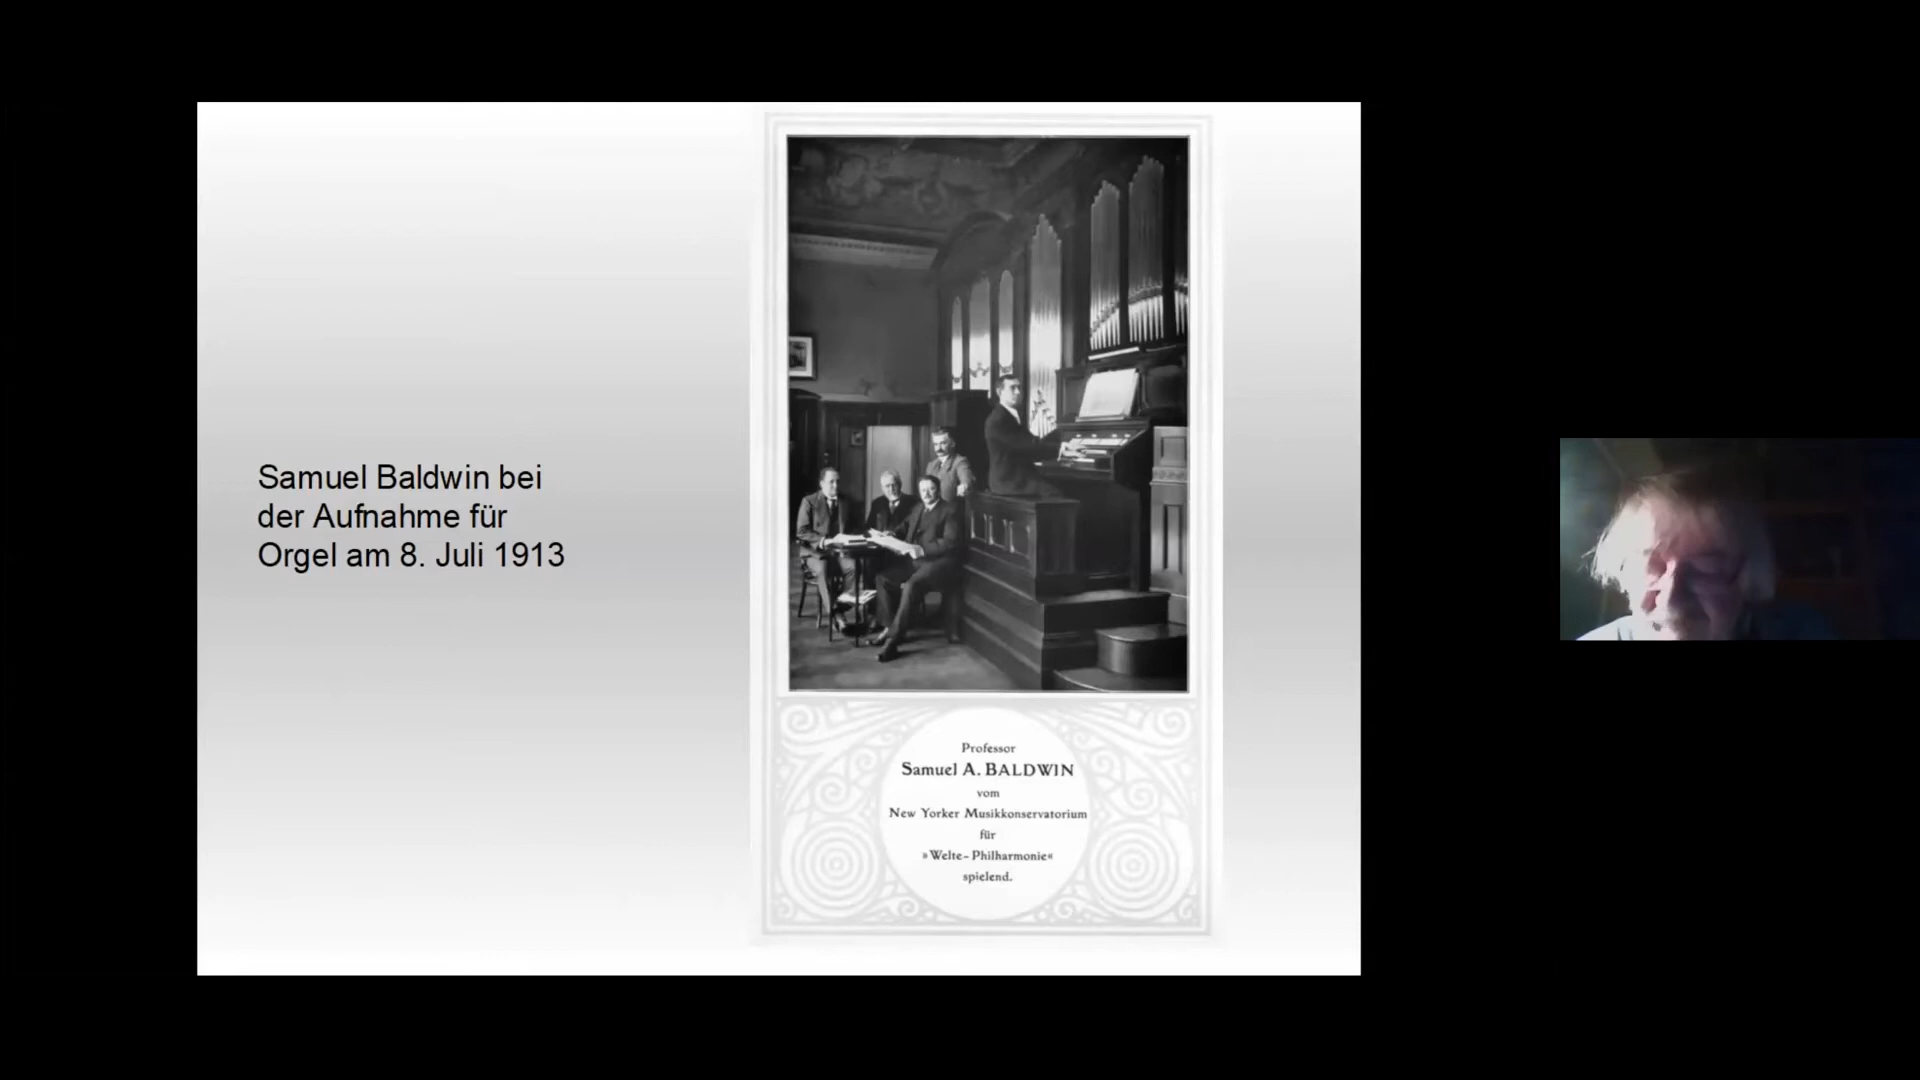 Samuel Baldwin bei
der Aufnahme für
Orgel am 8. Juli 1913
Professor
Samuel A. BALDWIN
vom
New Yorker Musikkonservatorium
für
»Welte-Philharmonie«
spielend.